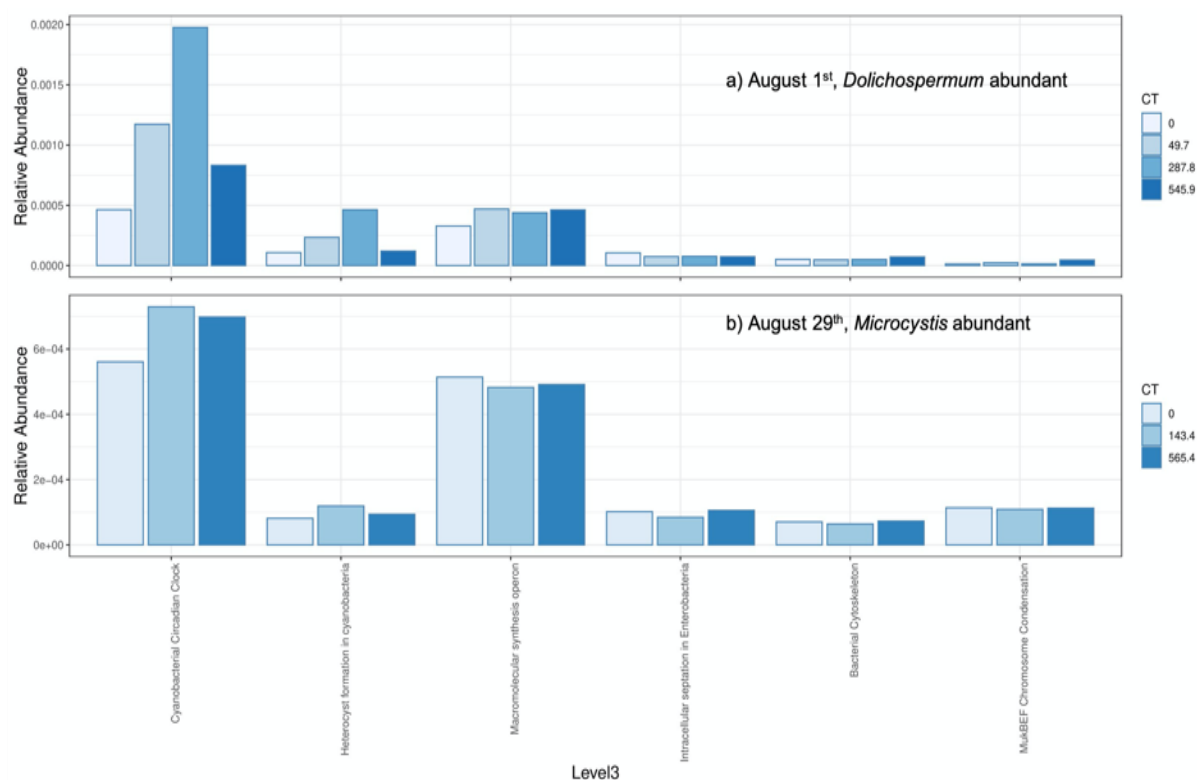 0.0020
0.0015
0.0010
0.0005
0.0000
Relative Abundance
a) August 1st, Dolichospermum abundant
CT
0
49.7
287.8
545.9
6e−04
4e−04
2e−04
0e+00
Relative Abundance
b) August 29th, Microcystis abundant
CT
0
143.4
565.4
Cyanobacterial Circadian Clock
Heterocyst formation in cyanobacteria
Macromolecular synthesis operon
Intracellular septation in Enterobacteria
Bacterial Cytoskeleton
MukBEF Chromosome Condensation
Level3